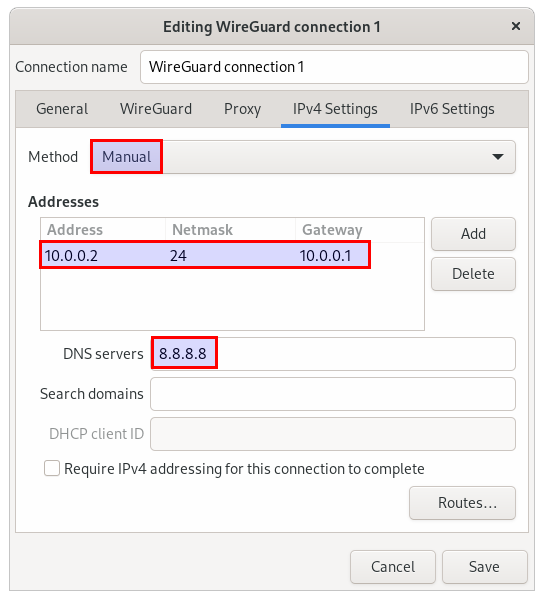 Editing WireGuard connection 1 ×
Connection name WireGuard connection 1
General WireGuard Proxy IPv4 Settings IPv6 Settings
Method Manual
Addresses
Address Netmask Gateway
10.0.0.2 24 10.0.0.1
Add
Delete
DNS servers 8.8.8.8
Search domains
DHCP client ID
Require IPv4 addressing for this connection to complete
Routes…
Cancel Save